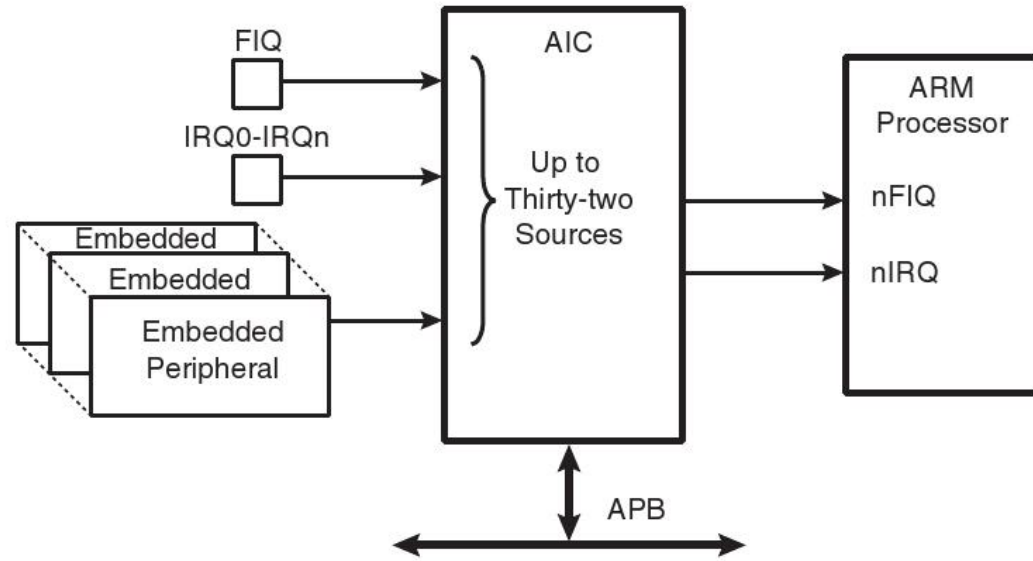 FIQ
IRQ0-IRQn
Embedded
Embedded
Embedded
Peripheral
AIC
Up to
Thirty-two
Sources
ARM
Processor
nFIQ
nIRQ
APB